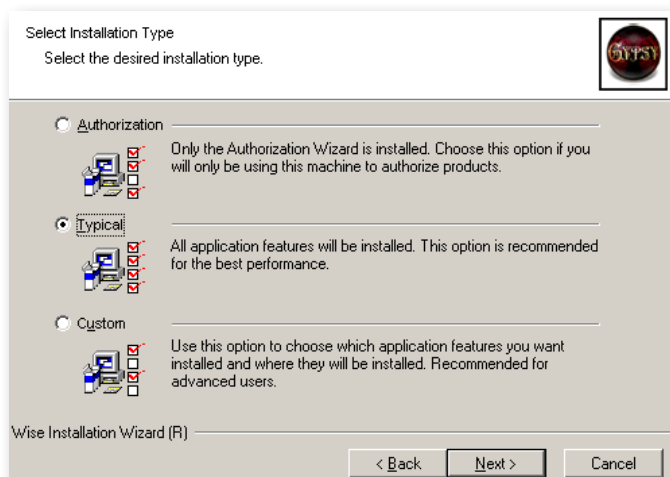 Select Installation Type
Select the desired installation type.
GYPSY
Authorization
Only the Authorization Wizard is installed. Choose this option if you
will only be using this machine to authorize products.
Typical
All application features will be installed. This option is recommended
for the best performance.
Custom
Use this option to choose which application features you want
installed and where they will be installed. Recommended for
advanced users.
Wise Installation Wizard (R)
< Back
Next >
Cancel